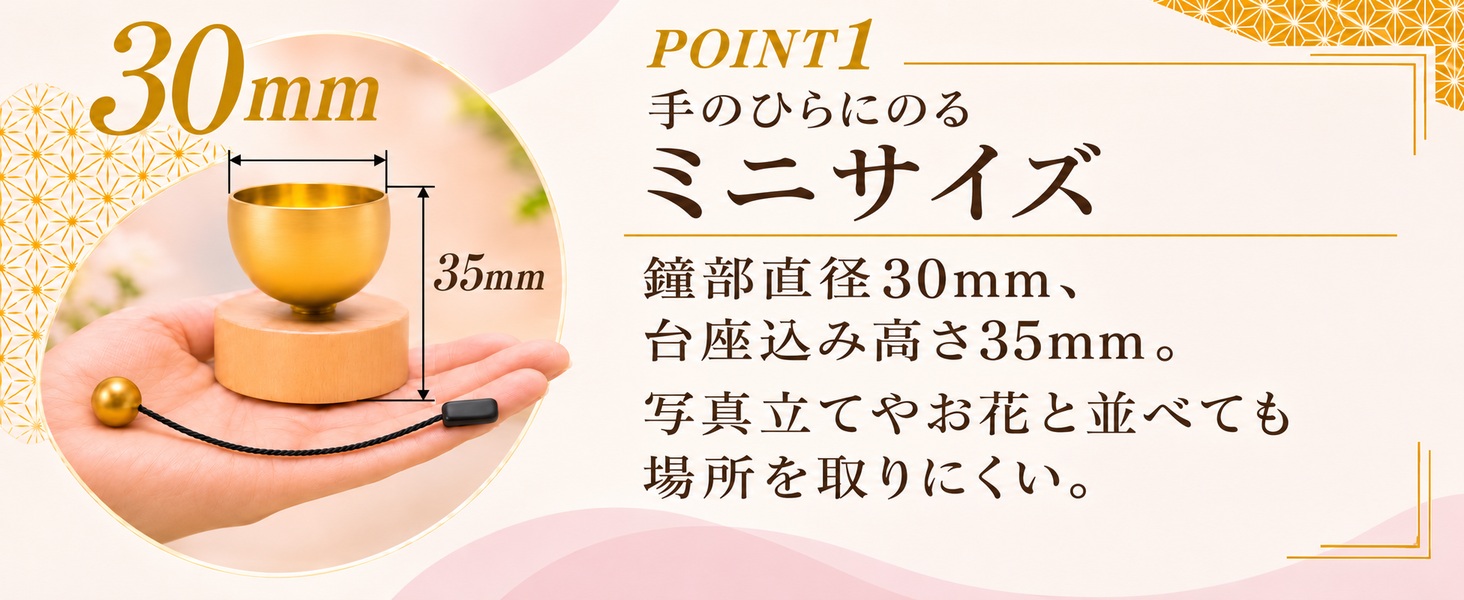 30mm
35mm
POINT1
手のひらにのる
ミニサイズ
鐘部直径30mm、
台座込み高さ35mm。
写真立てやお花と並べても
場所を取りにくい。